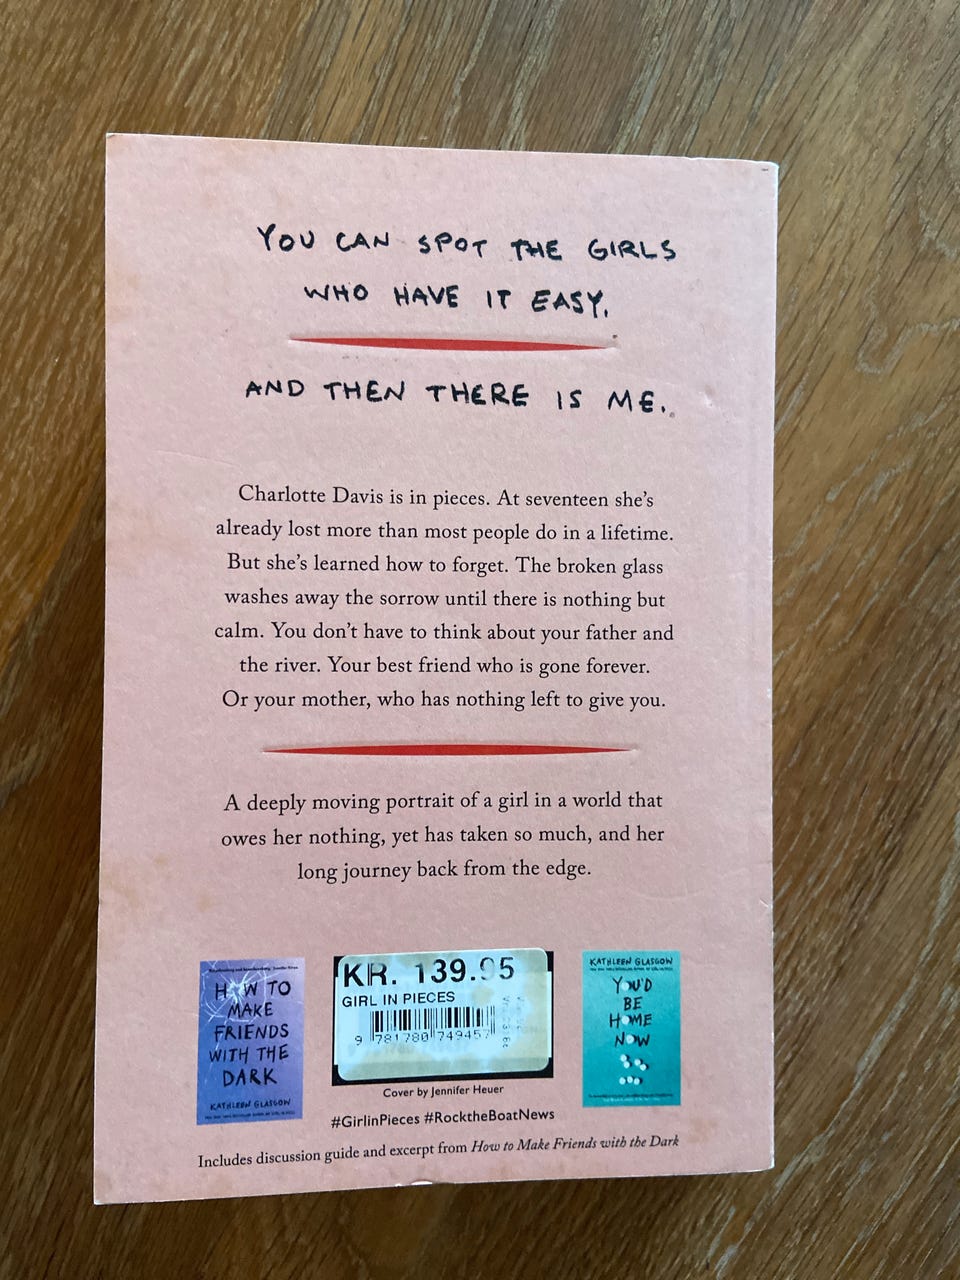 YOU CAN SPOT THE GIRLS
WHO HAVE IT EASY.
AND THEN THERE IS ME.
Charlotte Davis is in pieces. At seventeen she's
already lost more than most people do in a lifetime.
But she's learned how to forget. The broken glass
washes away the sorrow until there is nothing but
calm. You don't have to think about your father and
the river. Your best friend who is gone forever.
Or your mother, who has nothing left to give you.
A deeply moving portrait of a girl in a world that
owes her nothing, yet has taken so much, and her
long journey back from the edge.
HOW TO
MAKE
FRIENDS
WITH THE
DARK
KATHLEEN GLASGOW
KR. 139.95
GIRL IN PIECES
9 781780 749457
Cover by Jennifer Heuer
#GirlinPieces #RocktheBoatNews
KATHLEEN GLASGOW
YOU'D
BE
HOME
NOW
Includes discussion guide and excerpt from How to Make Friends with the Dark